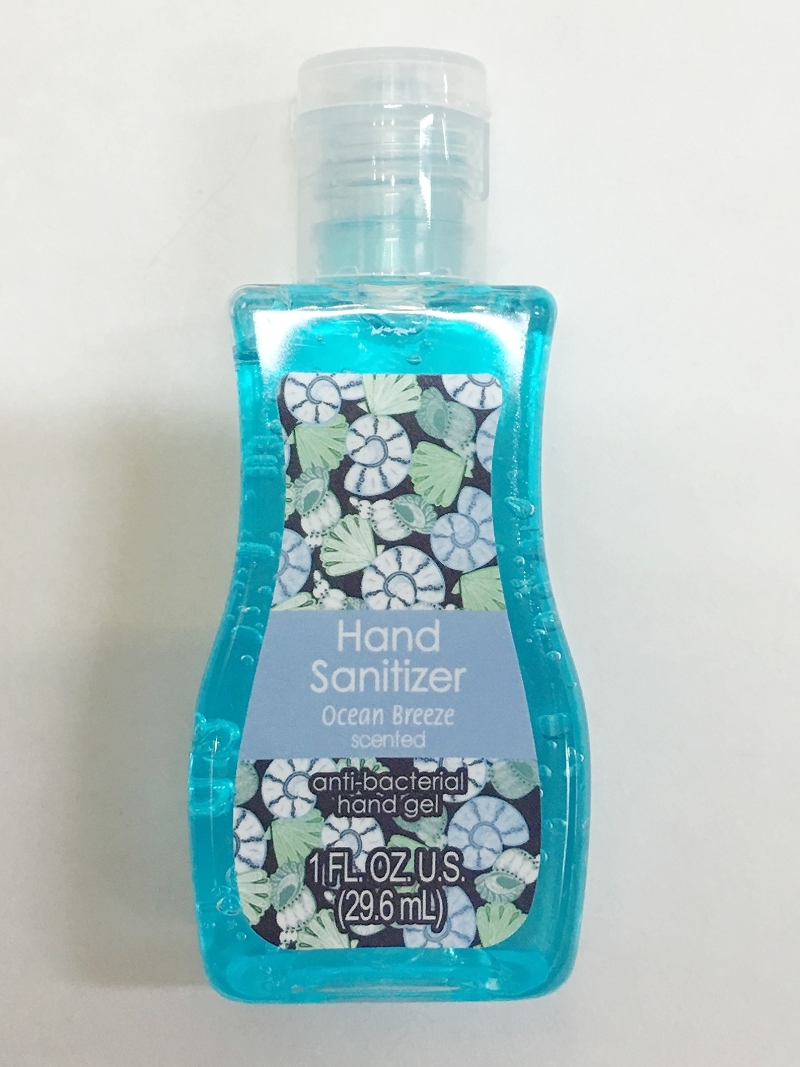 Hand
Sanitizer
Ocean Breeze
scented
anti-bacterial
hand gel
1 FL. OZ. U.S.
(29.6 mL)